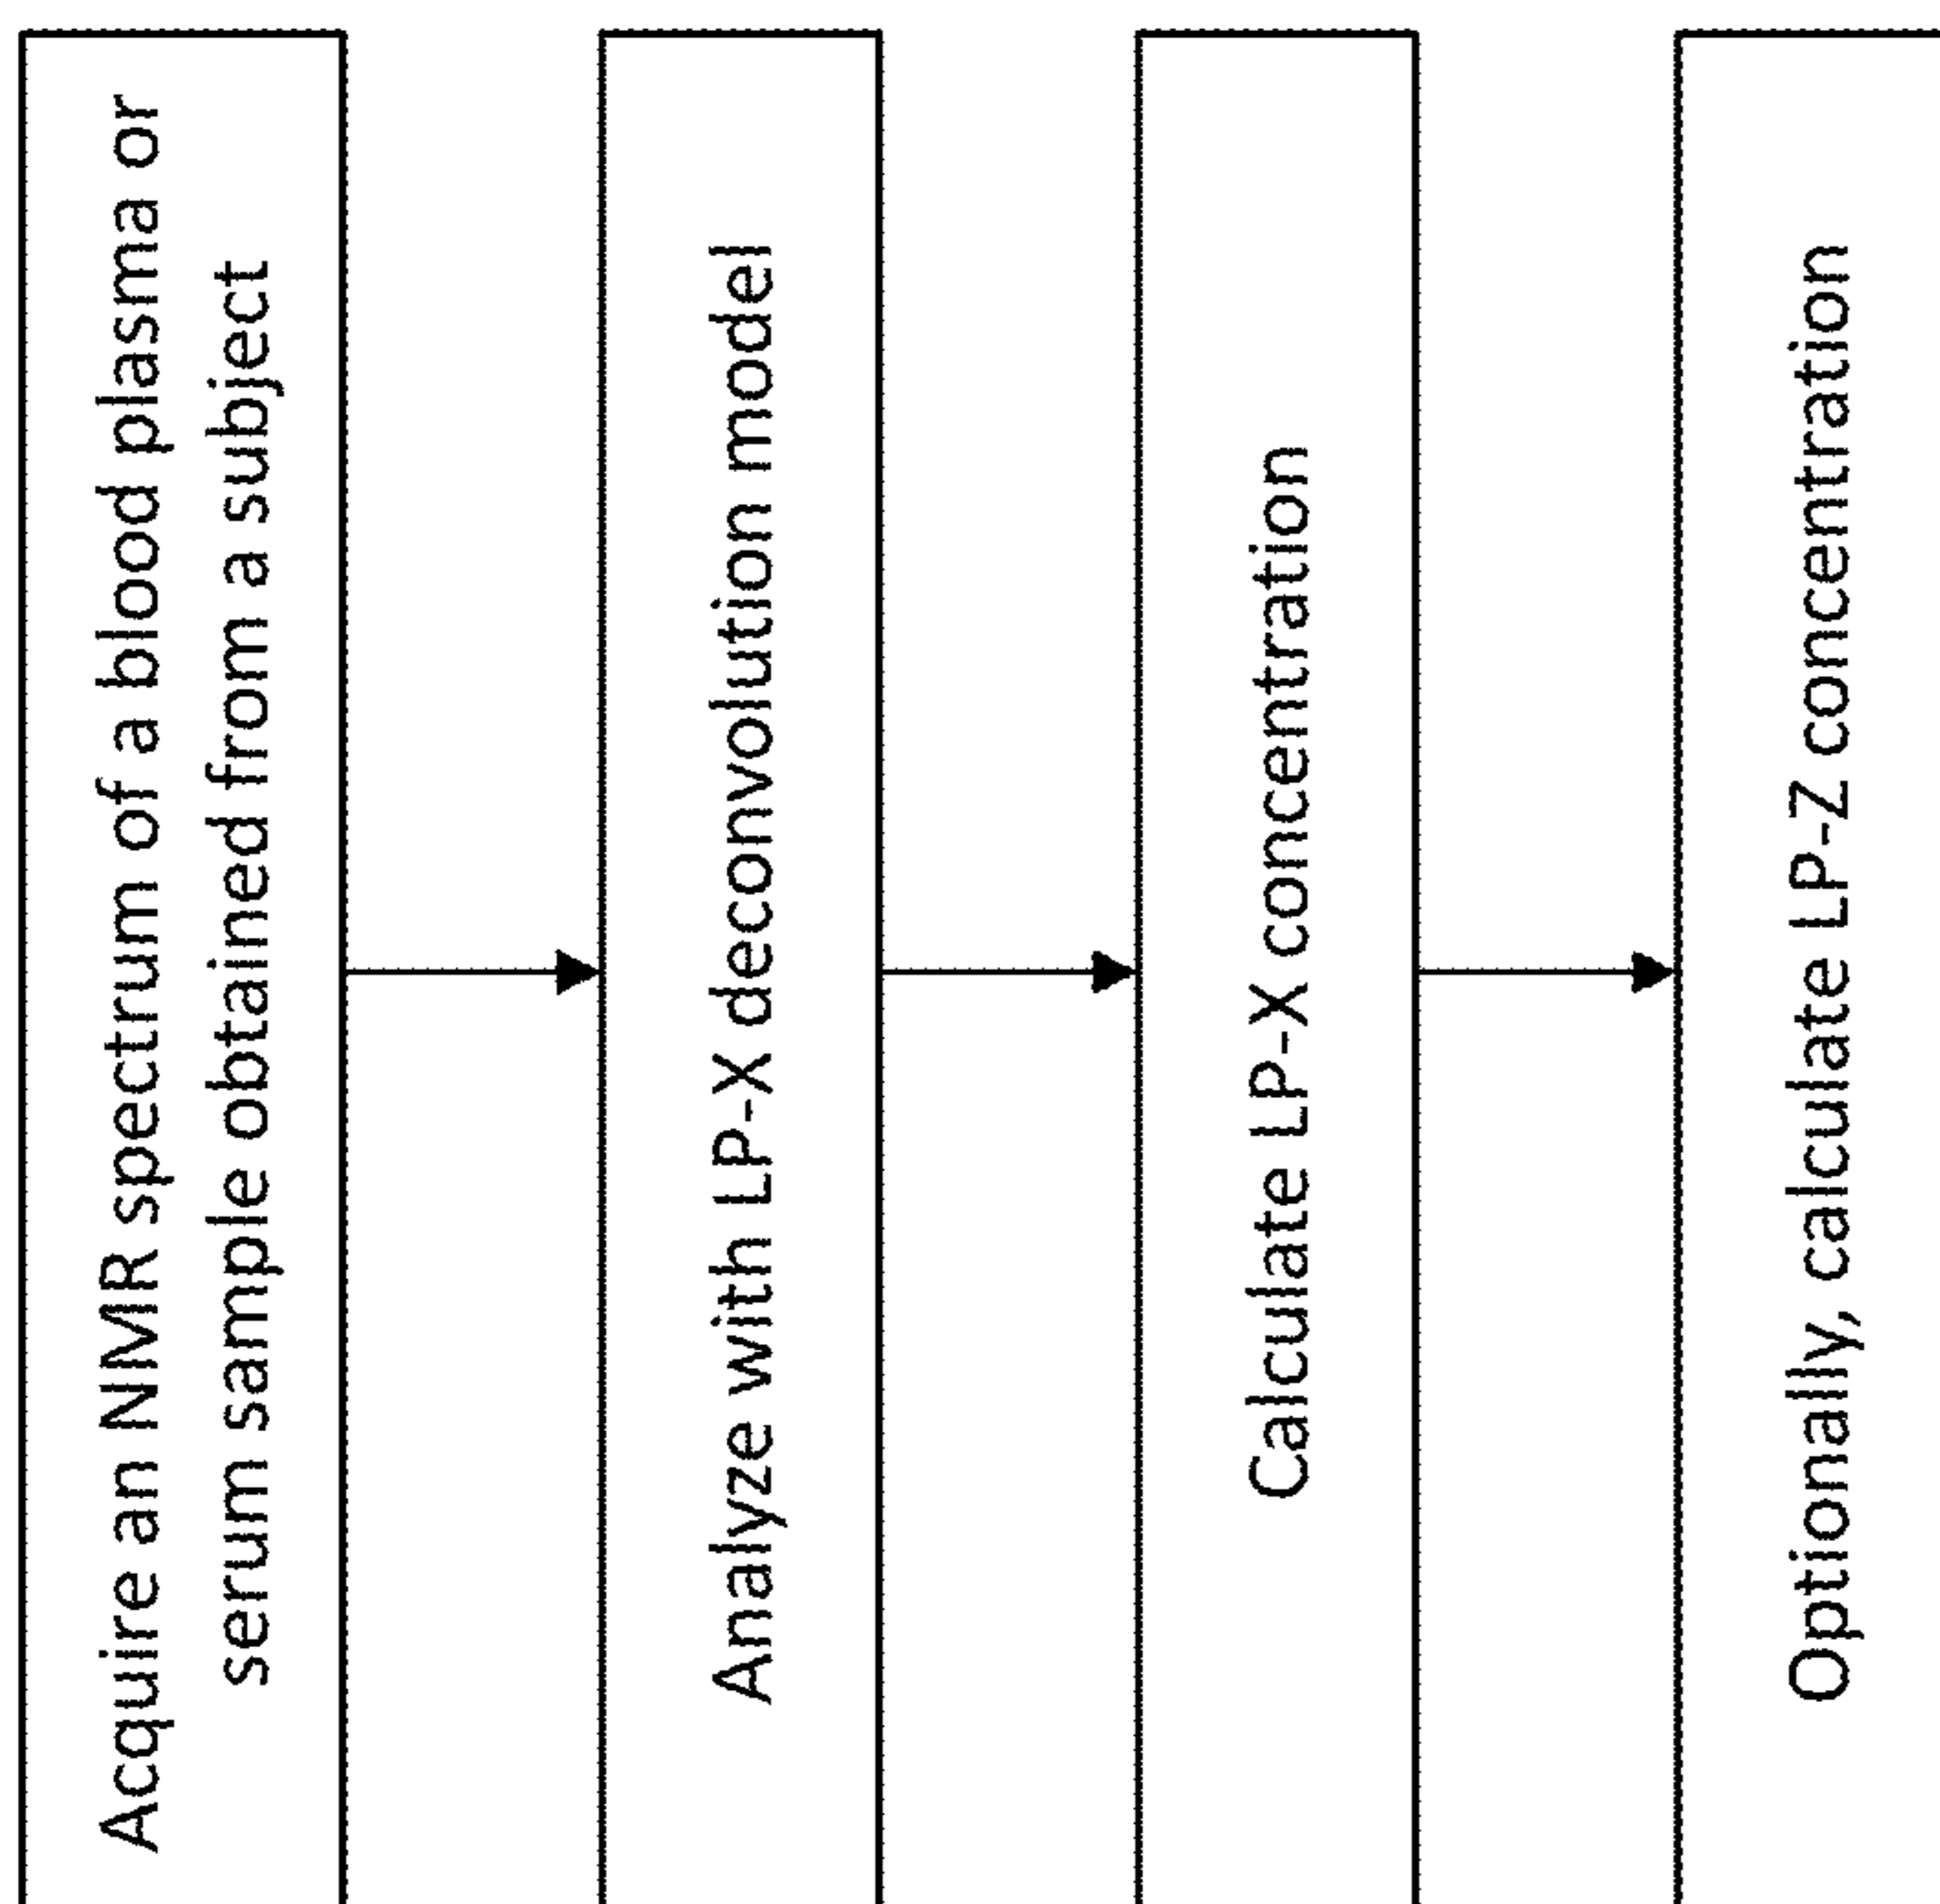 Acquire an NMR spectrum of a blood plasma or
serum sample obtained from a subject
Analyze with LP-X deconvolution model
Calculate LP-X concentration
Optionally, calculate LP-Z concentration